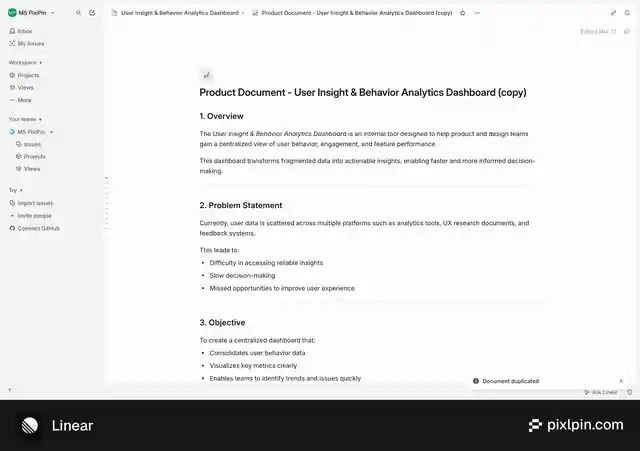 MS PixlPin
User Insight & Behavior Analytics Dashboard
Product Document - User Insight & Behavior Analytics Dashboard (copy)
Inbox
My issues
Workspace
Projects
Views
More
Your teams
MS PixlPin
Issues
Projects
Views
Try
Import issues
Invite people
Connect GitHub
Edited Mar 17
Product Document - User Insight & Behavior Analytics Dashboard (copy)
1. Overview
The User Insight & Behavior Analytics Dashboard is an internal tool designed to help product and design teams
gain a centralized view of user behavior, engagement, and feature performance.
This dashboard transforms fragmented data into actionable insights, enabling faster and more informed decision-
making.
2. Problem Statement
Currently, user data is scattered across multiple platforms such as analytics tools, UX research documents, and
feedback systems.
This leads to:
• Difficulty in accessing reliable insights
• Slow decision-making
• Missed opportunities to improve user experience
3. Objective
To create a centralized dashboard that:
• Consolidates user behavior data
• Visualizes key metrics clearly
• Enables teams to identify trends and issues quickly
Document duplicated
Ask Linear
Linear
pixlpin.com